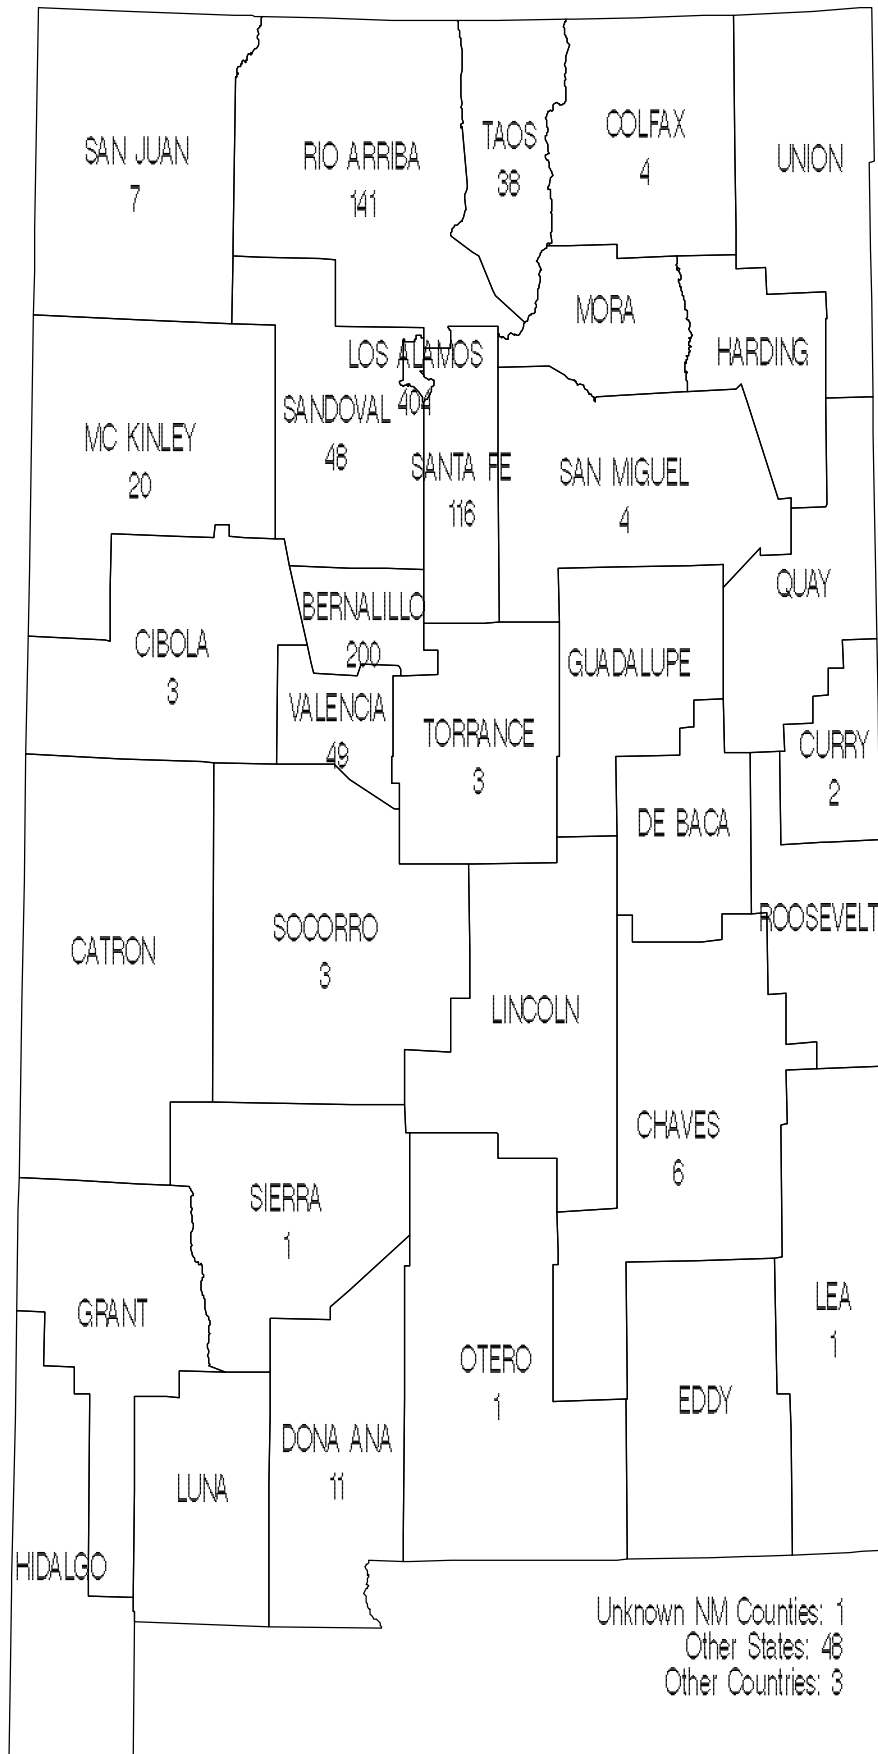 SAN JUAN
7
RIO ARRIBA
141
TAOS
38
COLFAX
4
UNION
MORA
HARDING
LOS ALAMOS
404
SANDOVAL
48
MC KINLEY
20
SANTA FE
116
SAN MIGUEL
4
QUAY
BERNALILLO
200
CIBOLA
3
GUADALUPE
VALENCIA
49
TORRANCE
3
CURRY
2
DE BACA
ROOSEVELT
CATRON
SOCORRO
3
LINCOLN
CHAVES
6
SIERRA
1
GRANT
LEA
1
OTERO
1
EDDY
DONA ANA
11
LUNA
HIDALGO
Unknown NM Counties: 1
Other States: 48
Other Countries: 3